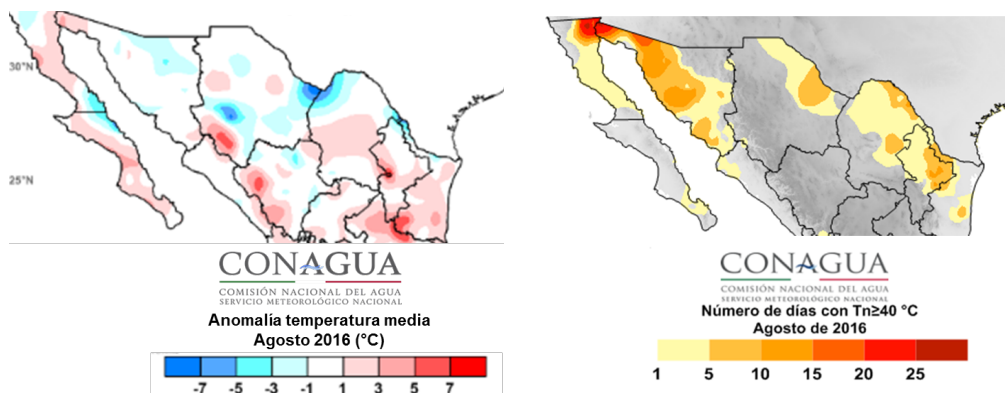 30°N
25°N
CONAGUA
COMISIÓN NACIONAL DEL AGUA
SERVICIO METEOROLÓGICO NACIONAL
Anomalía temperatura media
Agosto 2016 (°C)
-7 -5 -3 -1 1 3 5 7
CONAGUA
COMISIÓN NACIONAL DEL AGUA
SERVICIO METEOROLÓGICO NACIONAL
Número de días con Tn≥40 °C
Agosto de 2016
1 5 10 15 20 25